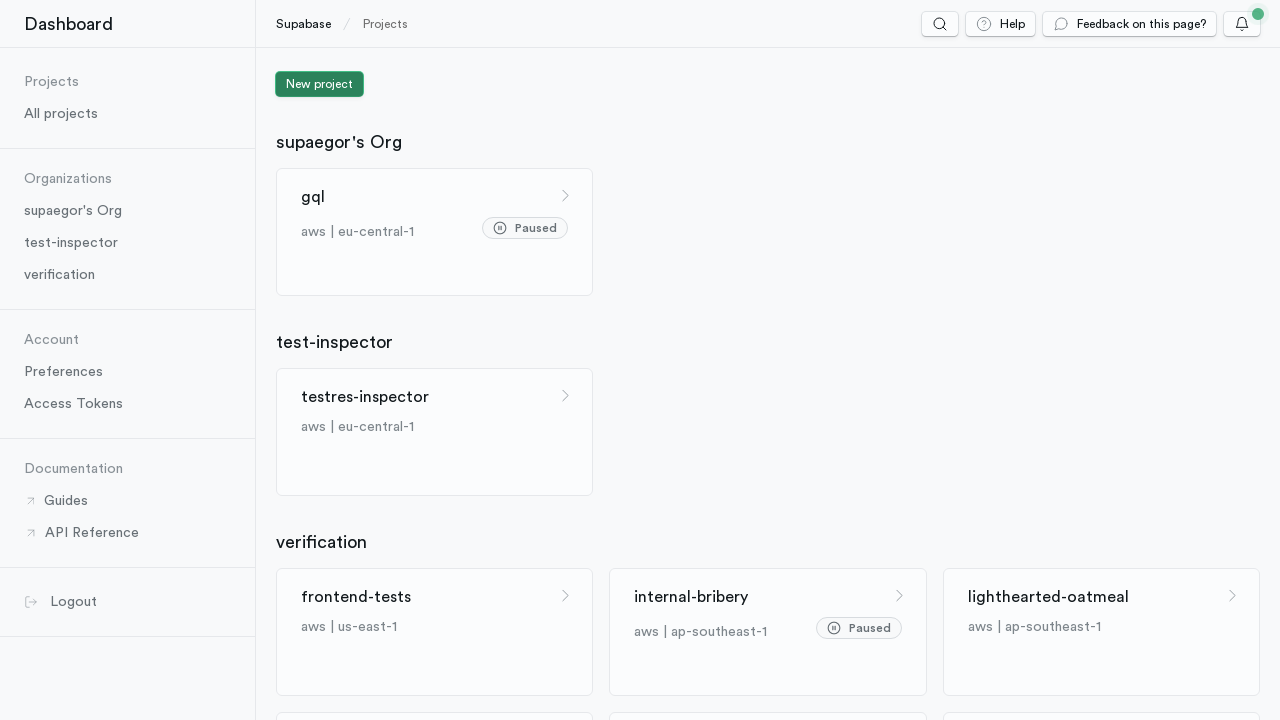 Dashboard
Supabase / Projects
Help
Feedback on this page?
Projects
All projects
Organizations
supaegor's Org
test-inspector
verification
Account
Preferences
Access Tokens
Documentation
Guides
API Reference
Logout
New project
supaegor's Org
gql
aws | eu-central-1
Paused
test-inspector
testres-inspector
aws | eu-central-1
verification
frontend-tests
aws | us-east-1
internal-bribery
aws | ap-southeast-1
Paused
lighthearted-oatmeal
aws | ap-southeast-1